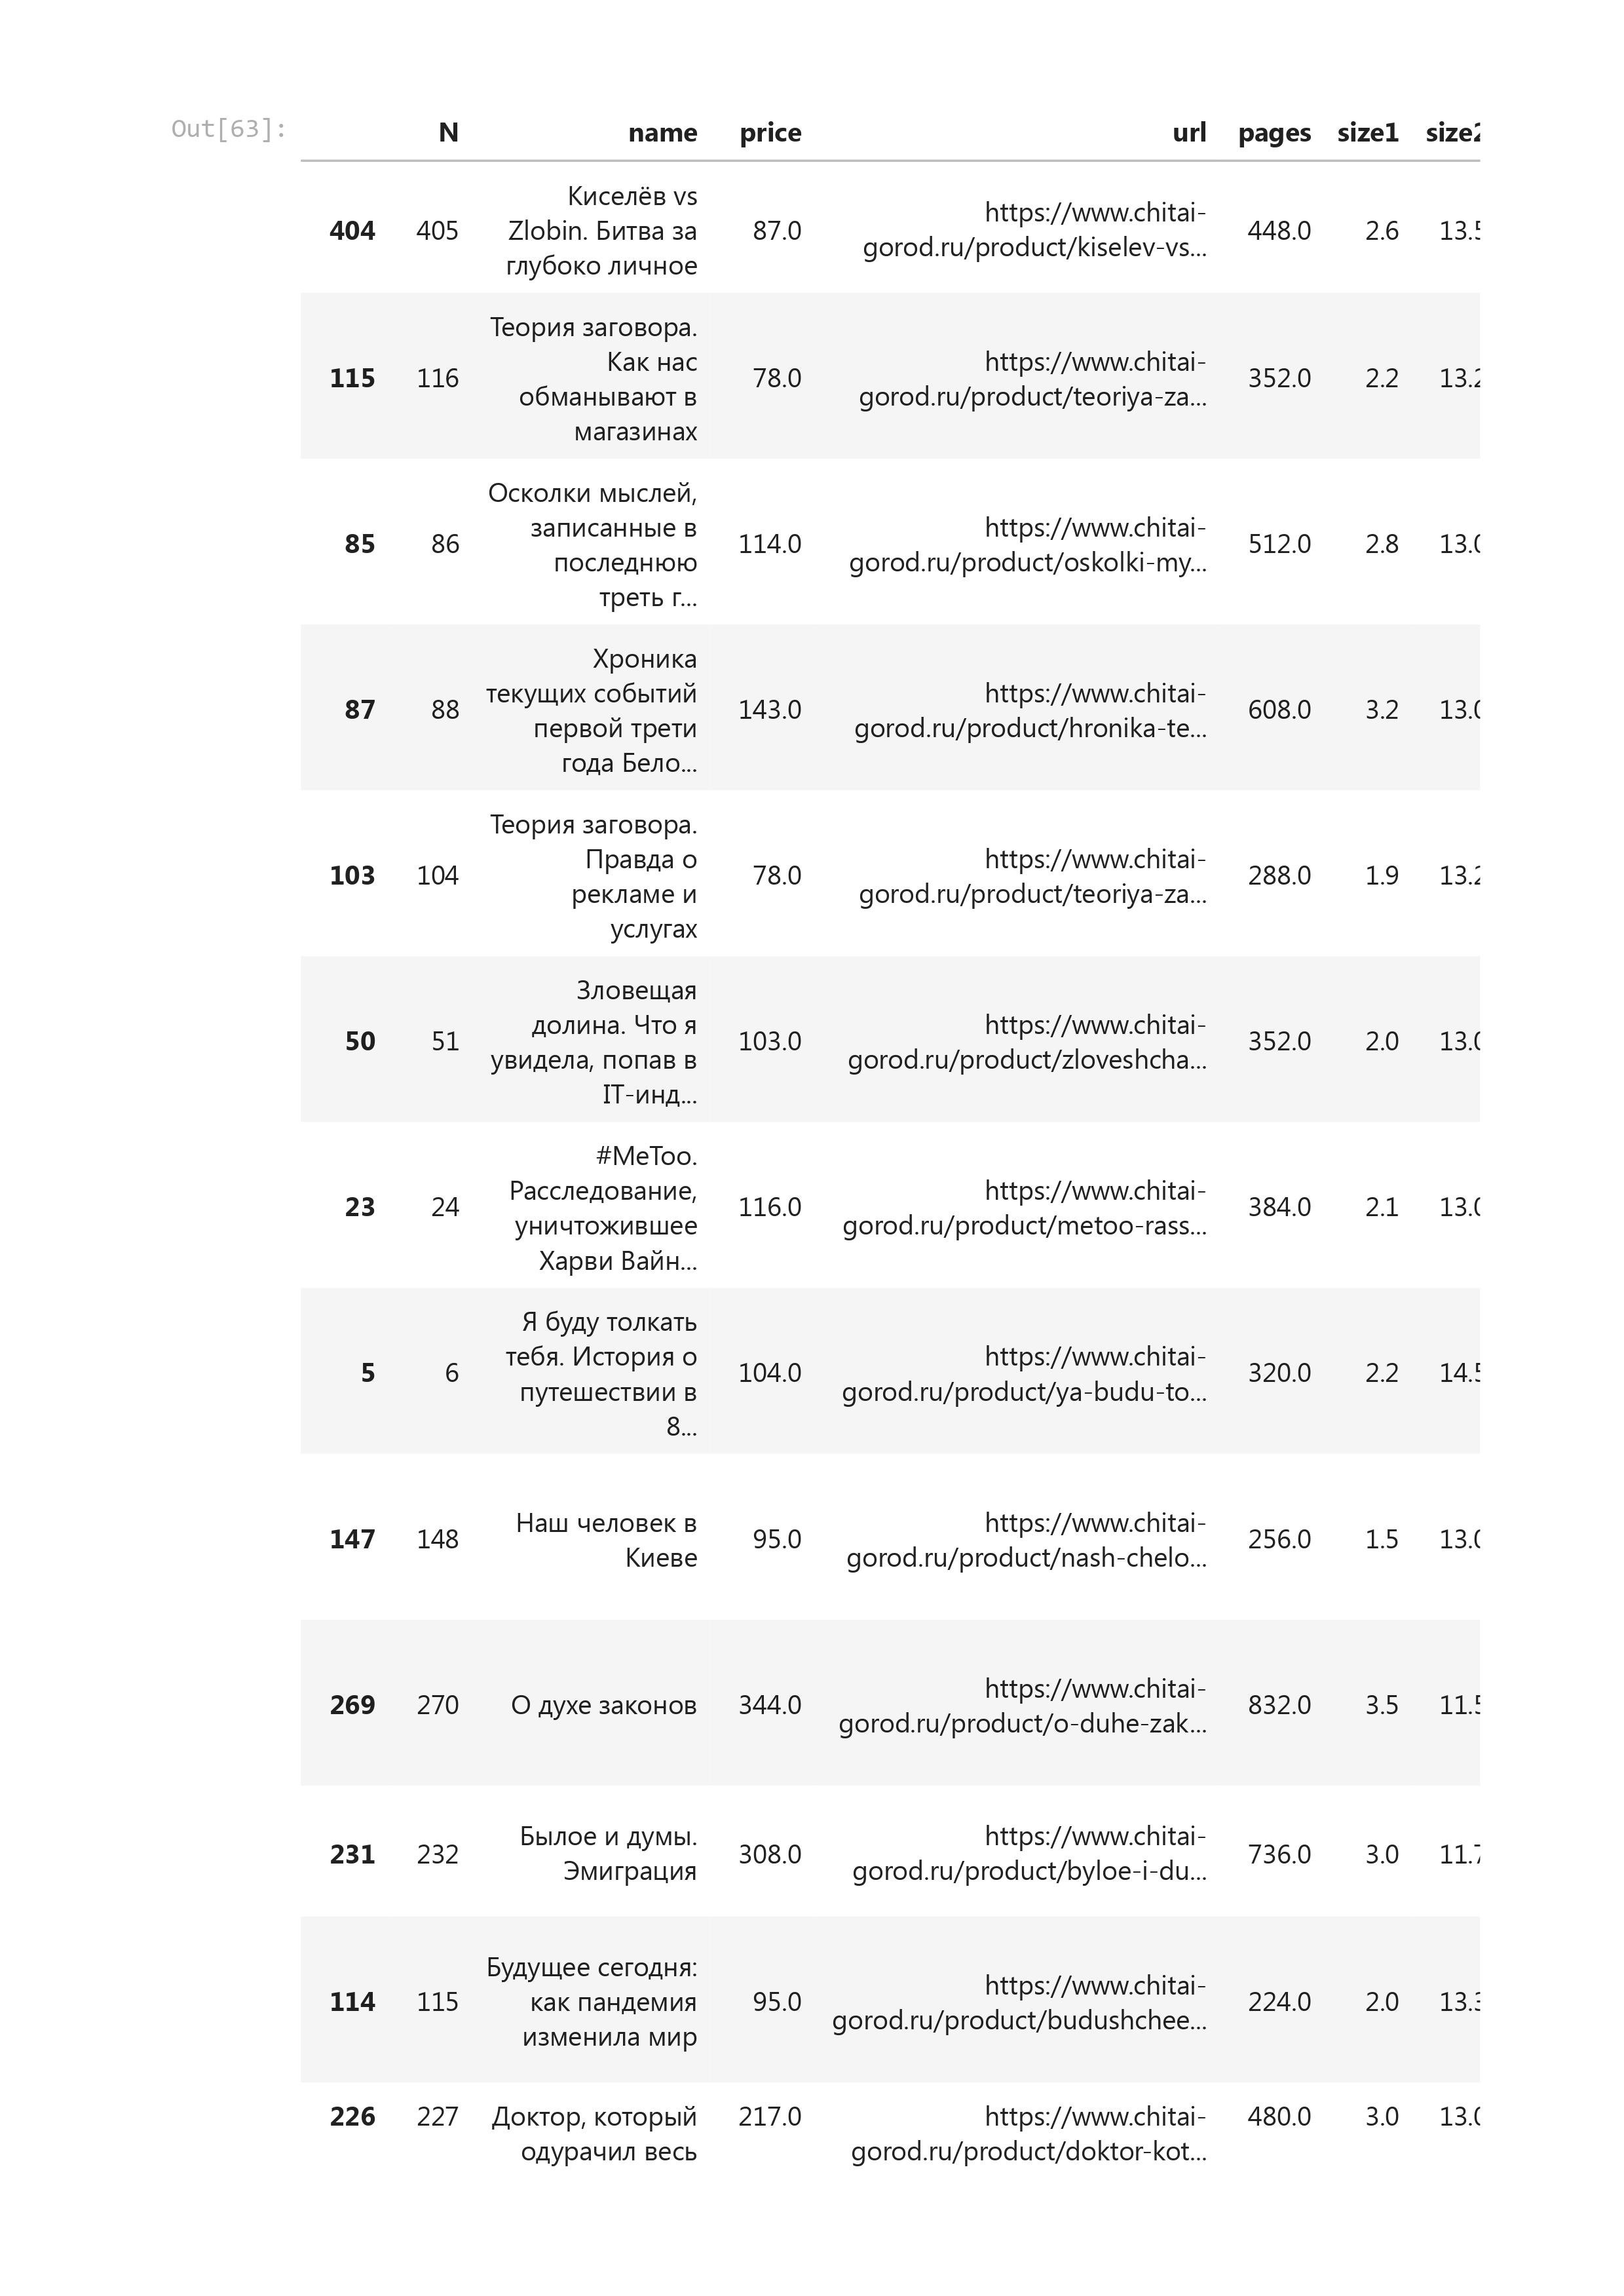 Out[63]:
N name price url pages size1 size2
Киселёв vs
https://www.chitai-
404 405 Zlobin. Битва за 87.0 448.0 2.6 13.5
gorod.ru/product/kiselev-vs...
глубоко личное
Теория заговора.
Как нас https://www.chitai-
115 116 78.0 352.0 2.2 13.2
обманывают в gorod.ru/product/teoriya-za...
магазинах
Осколки мыслей,
записанные в https://www.chitai-
85 86 114.0 512.0 2.8 13.0
последнюю gorod.ru/product/oskolki-my...
треть г...
Хроника
текущих событий https://www.chitai-
87 88 143.0 608.0 3.2 13.0
первой трети gorod.ru/product/hronika-te...
года Бело...
Теория заговора.
Правда о https://www.chitai-
103 104 78.0 288.0 1.9 13.2
рекламе и gorod.ru/product/teoriya-za...
услугах
Зловещая
долина. Что я https://www.chitai-
50 51 103.0 352.0 2.0 13.0
увидела, попав в gorod.ru/product/zloveshcha...
IT-инд...
#MeToo.
Расследование, https://www.chitai-
23 24 116.0 384.0 2.1 13.0
уничтожившее gorod.ru/product/metoo-rass...
Харви Вайн...
Я буду толкать
тебя. История о https://www.chitai-
5 6 104.0 320.0 2.2 14.5
путешествии в gorod.ru/product/ya-budu-to...
8...
Наш человек в https://www.chitai-
147 148 95.0 256.0 1.5 13.0
Киеве gorod.ru/product/nash-chelo...
https://www.chitai-
269 270 О духе законов 344.0 832.0 3.5 11.5
gorod.ru/product/o-duhe-zak...
Былое и думы. https://www.chitai-
231 232 308.0 736.0 3.0 11.7
Эмиграция gorod.ru/product/byloe-i-du...
Будущее сегодня:
https://www.chitai-
114 115 как пандемия 95.0 224.0 2.0 13.3
gorod.ru/product/budushchee...
изменила мир
226 227 Доктор, который 217.0 https://www.chitai- 480.0 3.0 13.0
одурачил весь gorod.ru/product/doktor-kot...